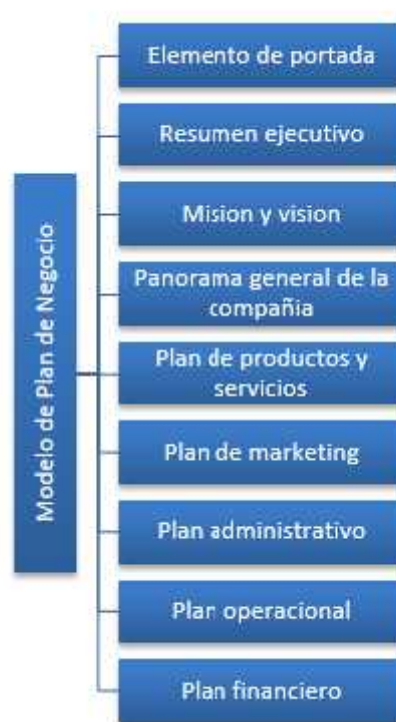 Modelo de Plan de Negocio
Elemento de portada
Resumen ejecutivo
Mision y vision
Panorama general de la
compañia
Plan de productos y
servicios
Plan de marketing
Plan administrativo
Plan operacional
Plan financiero